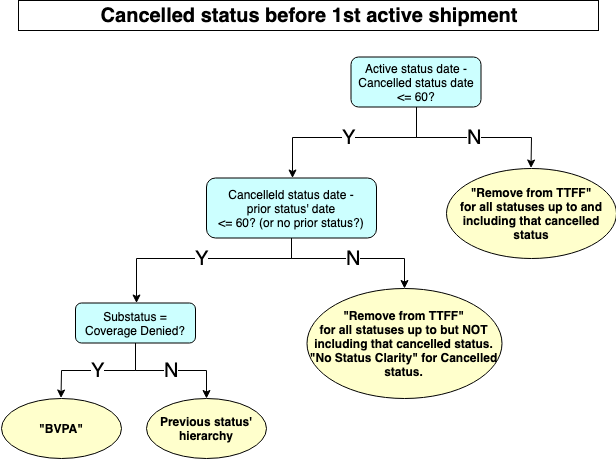 Cancelled status before 1st active shipment
Active status date -
Cancelled status date
<= 60?
Y
N
Cancelleld status date -
prior status' date
<= 60? (or no prior status?)
"Remove from TTFF"
for all statuses up to and
including that cancelled
status
Y
N
Substatus =
Coverage Denied?
"Remove from TTFF"
for all statuses up to but NOT
including that cancelled status.
"No Status Clarity" for Cancelled
status.
Y
N
"BVPA"
Previous status'
hierarchy